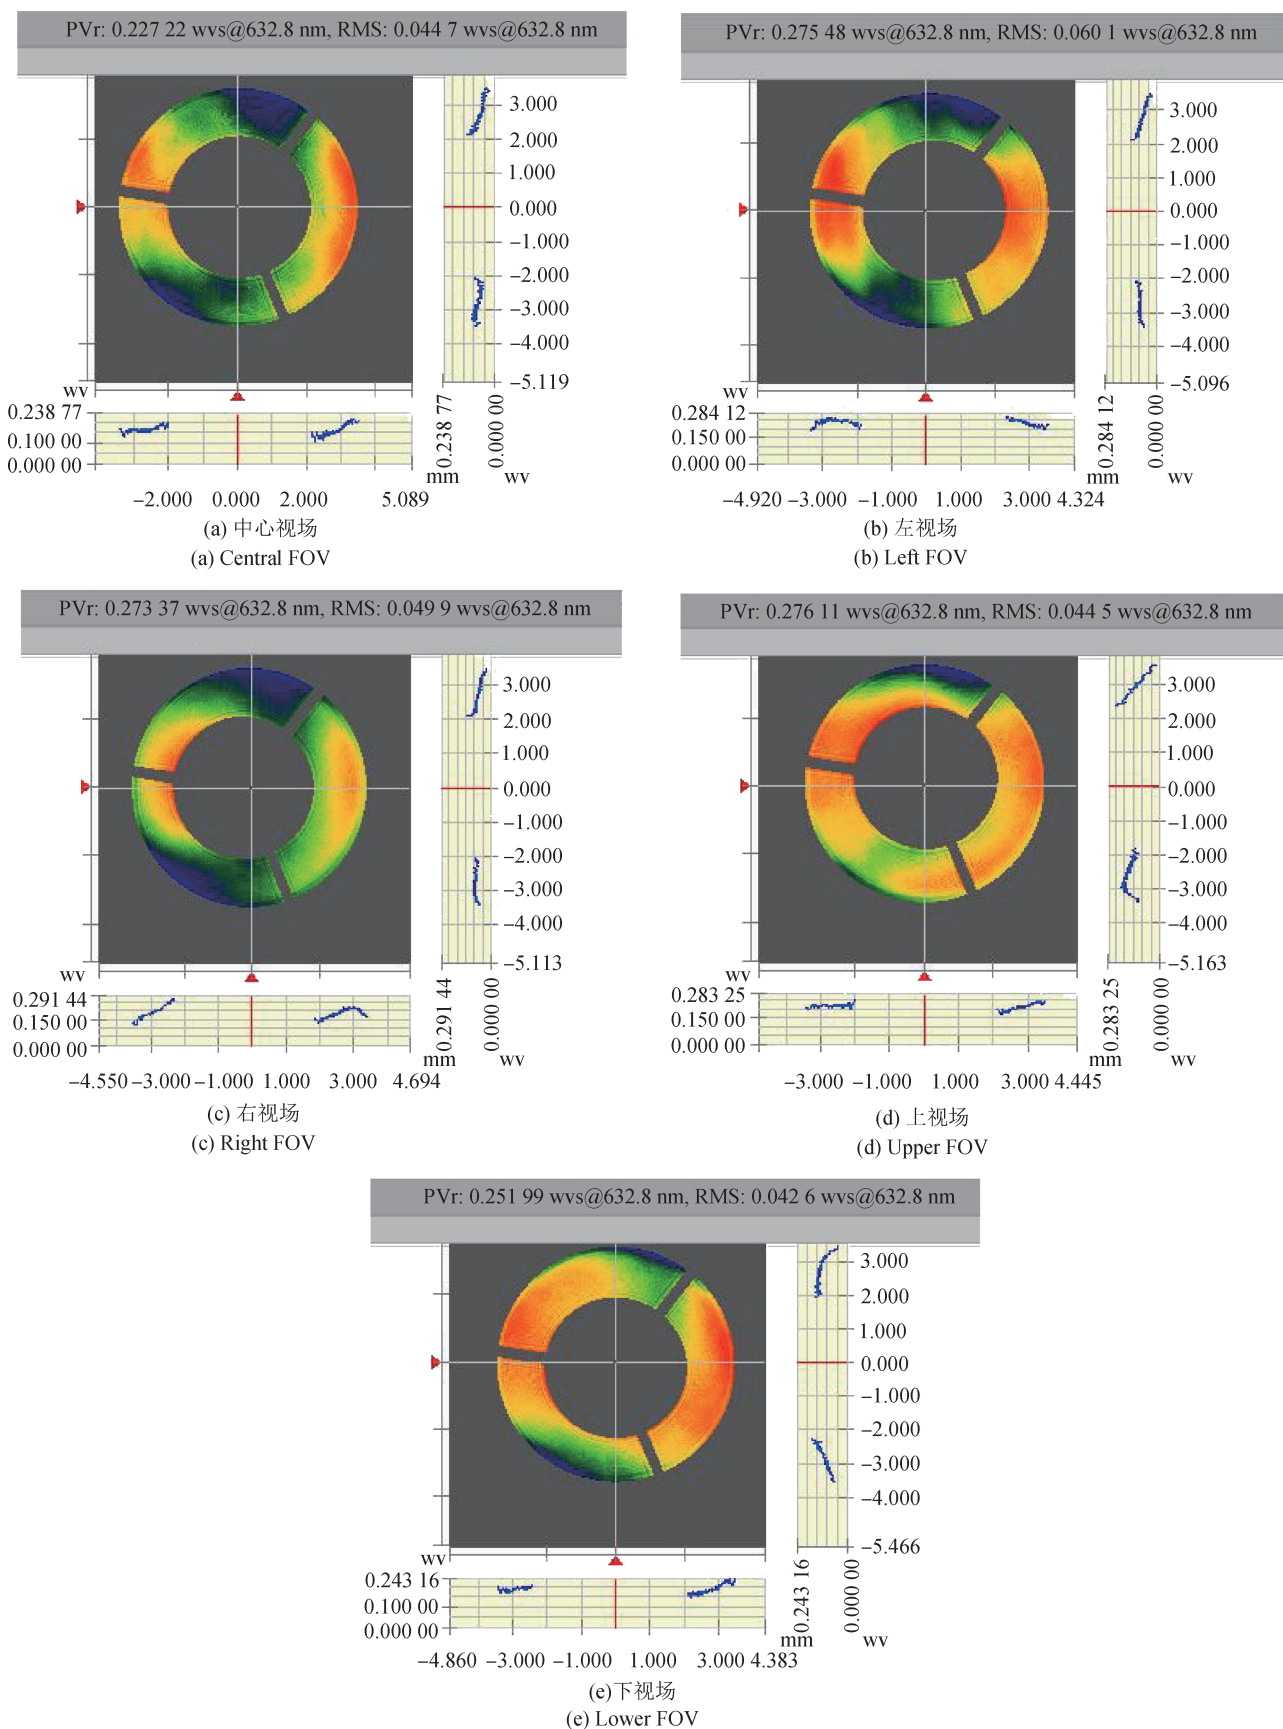 PVr: 0.227 22 wvs@632.8 nm, RMS: 0.044 7 wvs@632.8 nm
3.000
2.000
1.000
0.000
−1.000
−2.000
−3.000
−4.000
−5.119
wv
0.238 77
0.100 00
0.000 00
0.238 77
0.000 00
mm
wv
−2.000 0.000 2.000 5.089
(a) 中心视场
(a) Central FOV
PVr: 0.275 48 wvs@632.8 nm, RMS: 0.060 1 wvs@632.8 nm
3.000
2.000
1.000
0.000
−1.000
−2.000
−3.000
−4.000
−5.096
wv
0.284 12
0.150 00
0.000 00
0.284 12
0.000 00
mm
wv
−4.920 −3.000 −1.000 1.000 3.000 4.324
(b) 左视场
(b) Left FOV
PVr: 0.273 37 wvs@632.8 nm, RMS: 0.049 9 wvs@632.8 nm
3.000
2.000
1.000
0.000
−1.000
−2.000
−3.000
−4.000
−5.113
wv
0.291 44
0.150 00
0.000 00
0.291 44
0.000 00
mm
wv
−4.550 −3.000 −1.000 1.000 3.000 4.694
(c) 右视场
(c) Right FOV
PVr: 0.276 11 wvs@632.8 nm, RMS: 0.044 5 wvs@632.8 nm
3.000
2.000
1.000
0.000
−1.000
−2.000
−3.000
−4.000
−5.163
wv
0.283 25
0.150 00
0.000 00
0.283 25
0.000 00
mm
wv
−3.000 −1.000 1.000 3.000 4.445
(d) 上视场
(d) Upper FOV
PVr: 0.251 99 wvs@632.8 nm, RMS: 0.042 6 wvs@632.8 nm
3.000
2.000
1.000
0.000
−1.000
−2.000
−3.000
−4.000
−5.466
wv
0.243 16
0.100 00
0.000 00
0.243 16
0.000 00
mm
wv
−4.860 −3.000 −1.000 1.000 3.000 4.383
(e)下视场
(e) Lower FOV